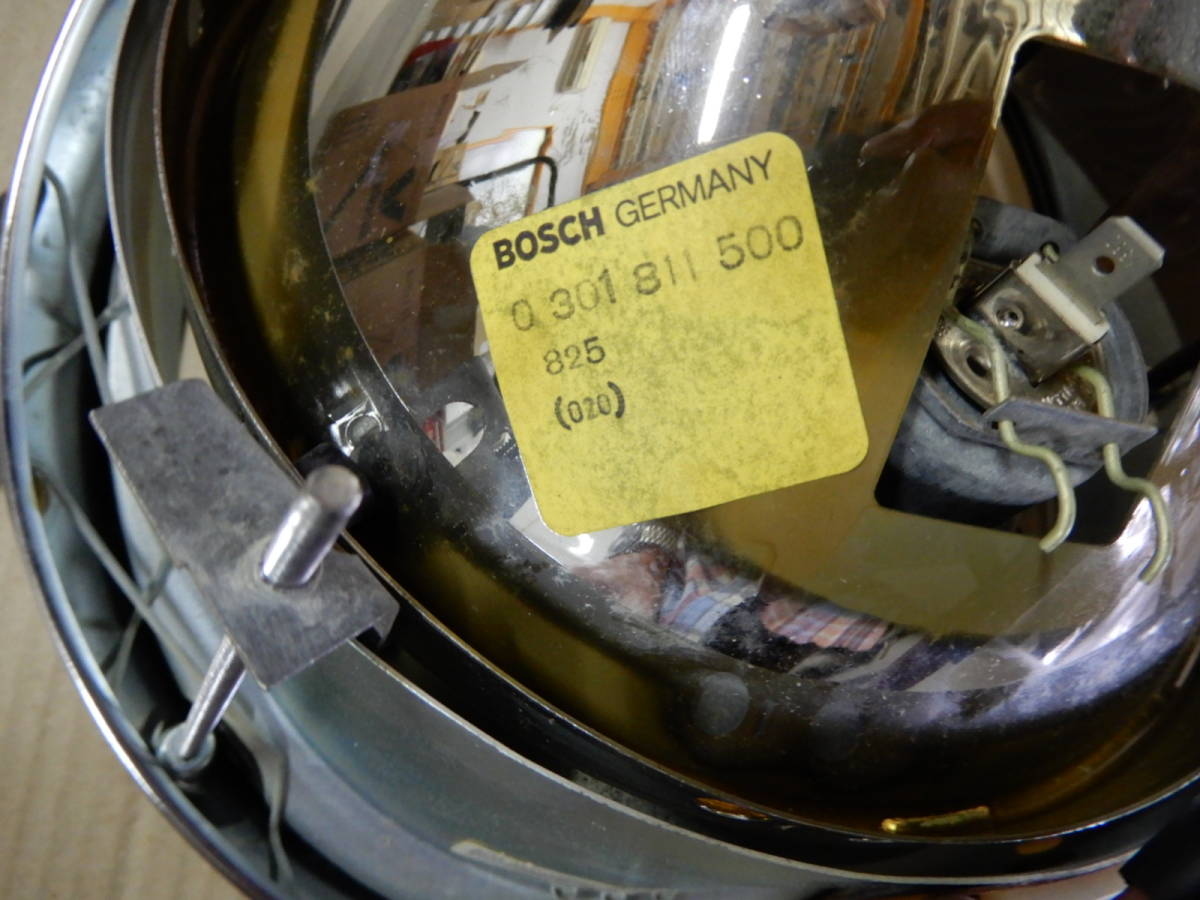 BOSCH GERMANY
0 301 811 500
825
(020)